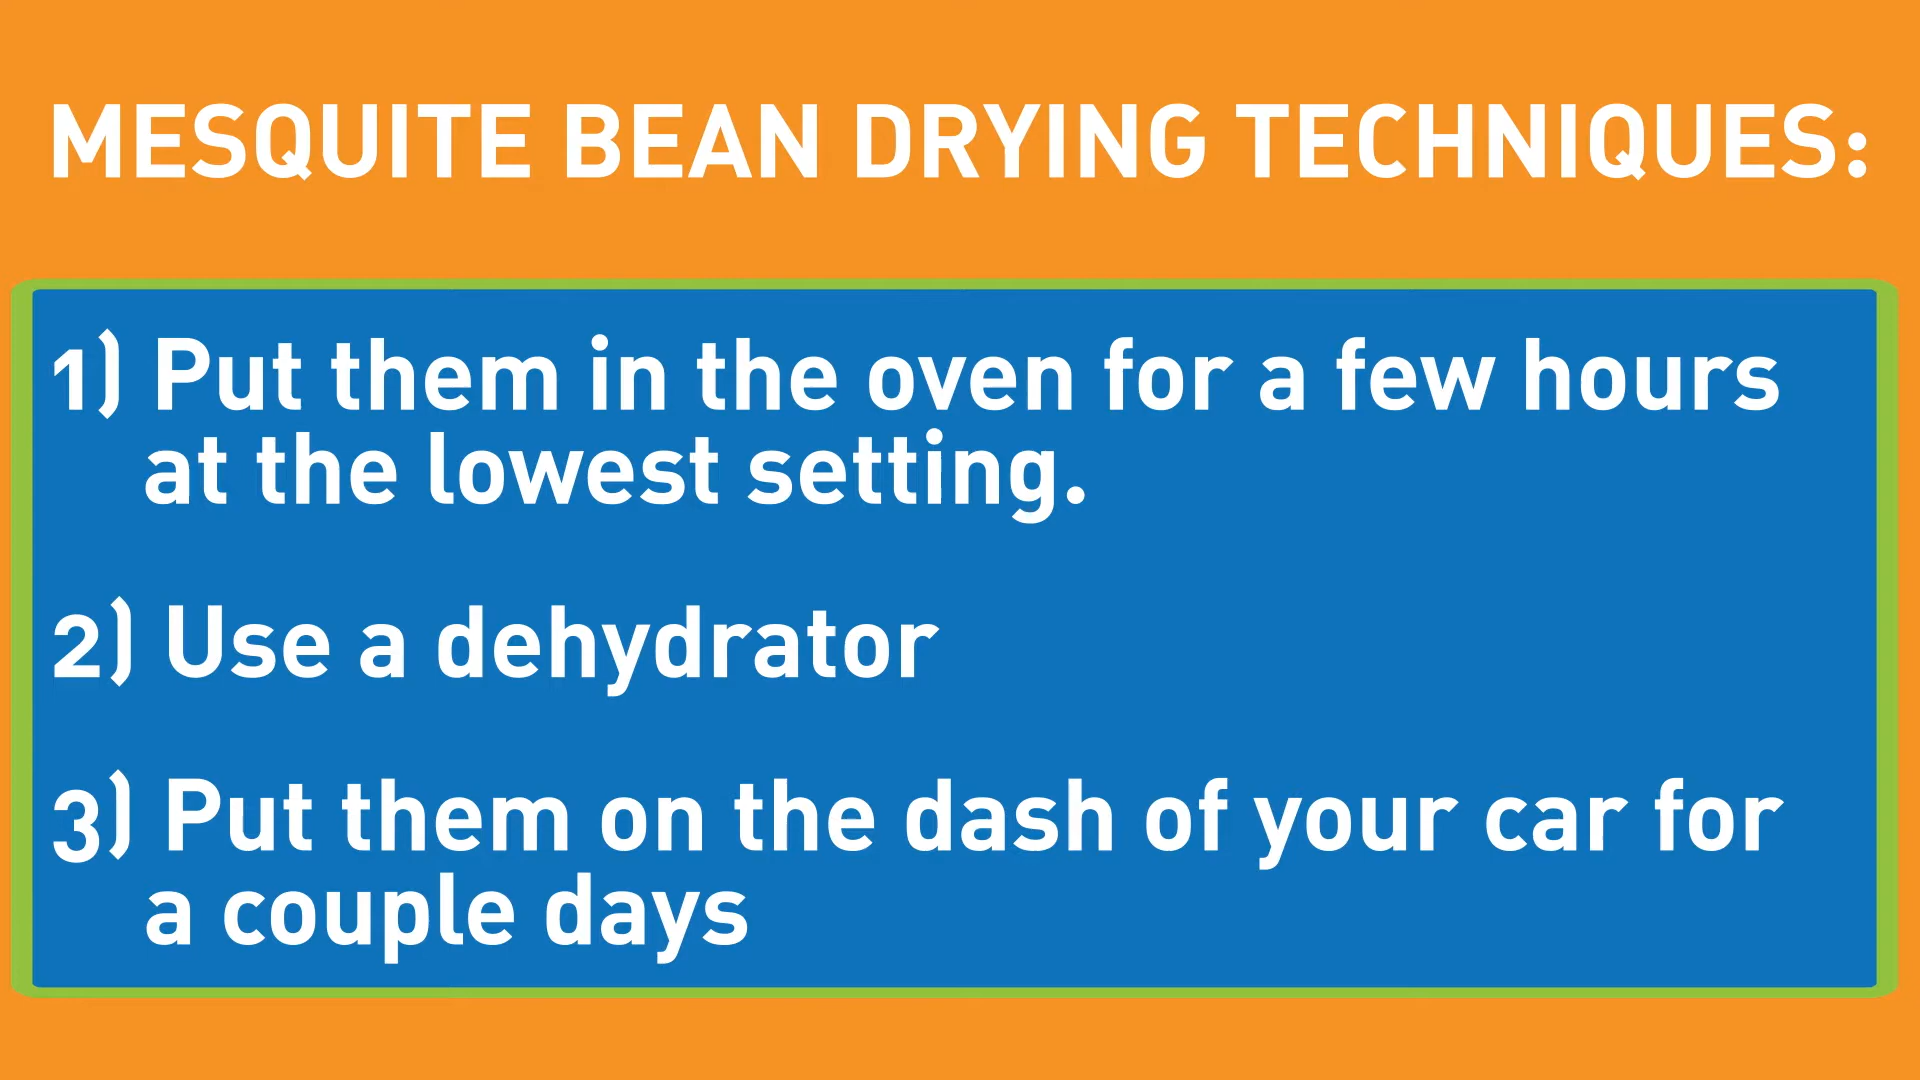 MESQUITE BEAN DRYING TECHNIQUES:
1) Put them in the oven for a few hours
at the lowest setting.
2) Use a dehydrator
3) Put them on the dash of your car for
a couple days